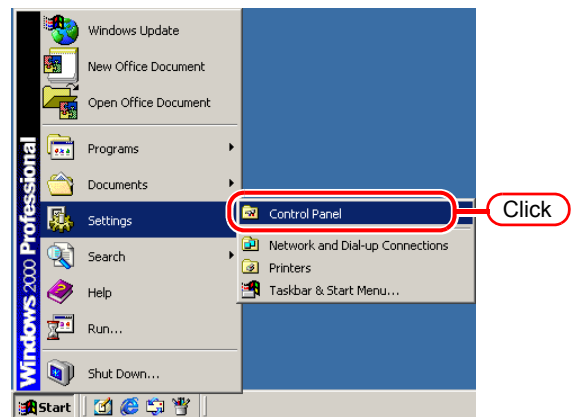 Windows Update
New Office Document
Open Office Document
Programs
Documents
Settings
Search
Help
Run...
Shut Down...
Windows 2000 Professional
Control Panel
Network and Dial-up Connections
Printers
Taskbar & Start Menu...
Click
Start